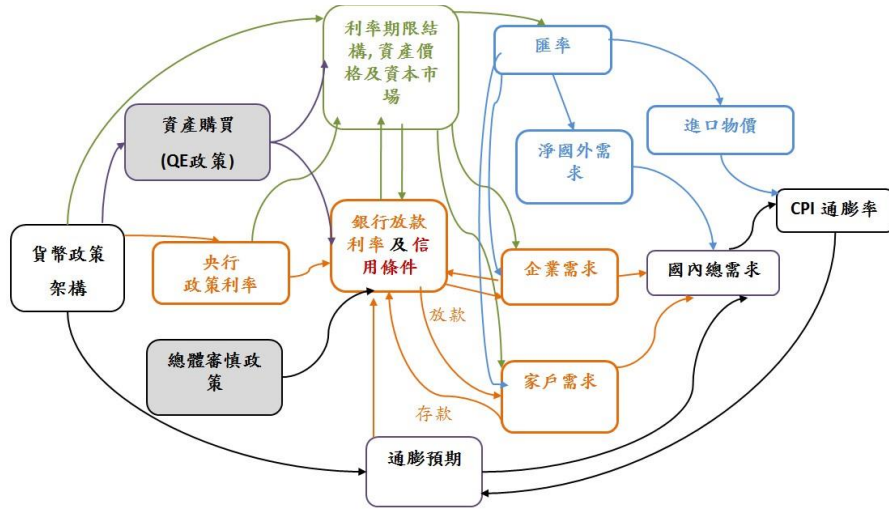 利率期限結
構,資產價
格及資本市
場
匯率
資產購買
(QE政策)
進口物價
淨國外需
求
CPI 通膨率
銀行放款
利率及信
用條件
貨幣政策
架構
央行
政策利率
企業需求
國內總需求
放款
總體審慎政
策
家戶需求
存款
通膨預期